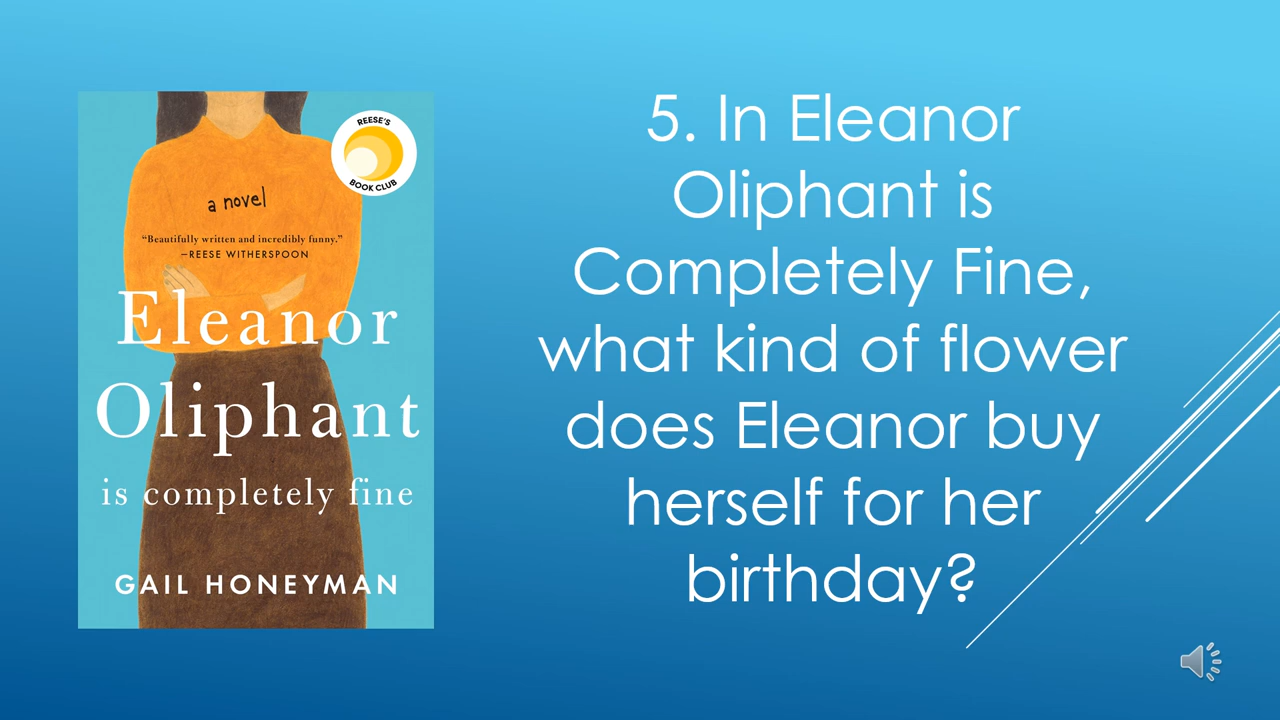 REESE'S
BOOK CLUB
a novel
“Beautifully written and incredibly funny.”
—REESE WITHERSPOON
Eleanor
Oliphant
is completely fine
GAIL HONEYMAN
5. In Eleanor
Oliphant is
Completely Fine,
what kind of flower
does Eleanor buy
herself for her
birthday?